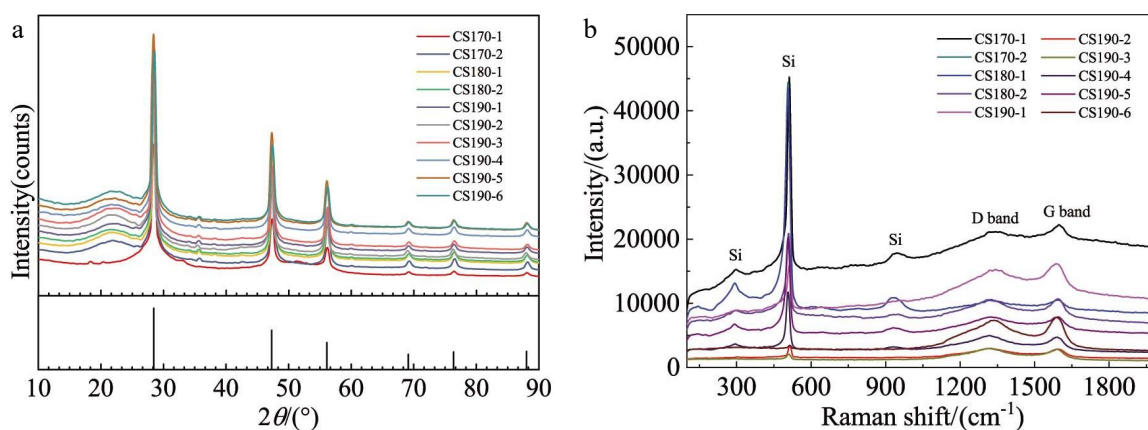 a
Intensity(counts)
CS170-1
CS170-2
CS180-1
CS180-2
CS190-1
CS190-2
CS190-3
CS190-4
CS190-5
CS190-6
10 20 30 40 50 60 70 80 90
2θ/(°)
b
Intensity/(a.u.)
50000
40000
30000
20000
10000
0
CS170-1 CS190-2
CS170-2 CS190-3
CS180-1 CS190-4
CS180-2 CS190-5
CS190-1 CS190-6
Si
Si
Si
D band
G band
300 600 900 1200 1500 1800
Raman shift/(cm⁻¹)